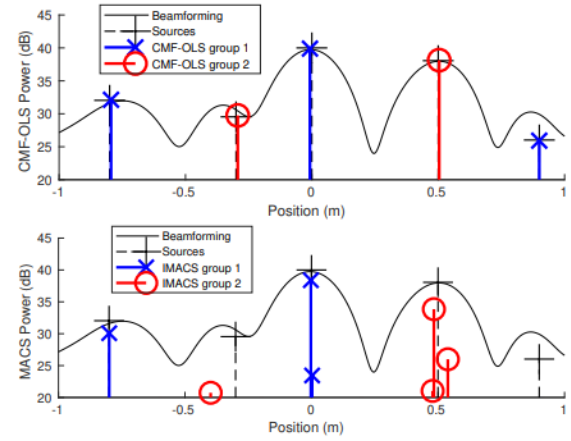 45
40
35
30
25
20
CMF-OLS Power (dB)
Beamforming
Sources
CMF-OLS group 1
CMF-OLS group 2
-1
-0.5
0
0.5
1
Position (m)
45
40
35
30
25
20
MACS Power (dB)
Beamforming
Sources
IMACS group 1
IMACS group 2
-1
-0.5
0
0.5
1
Position (m)